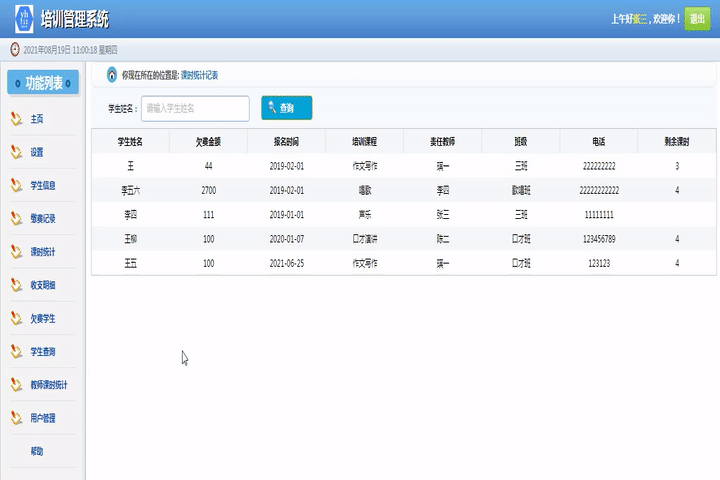 培训管理系统
上午好张三，欢迎你！ 退出
2021年08月19日 11:00:18 星期四
功能列表
你现在所在的位置是: 课时统计记表
主页
设置
学生信息
缴费记录
课时统计
收支明细
欠费学生
学生查询
教师课时统计
用户管理
帮助
学生姓名： 请输入学生姓名 查询
学生姓名 欠费金额 报名时间 培训课程 责任教师 班级 电话 剩余课时
王 44 2019-02-01 作文写作 琪一 三班 222222222 3
李五六 2700 2019-02-01 唱歌 李四 歌唱班 22222222222 4
李四 111 2019-01-01 声乐 张三 三班 11111111
王柳 100 2020-01-07 口才演讲 陈二 口才班 123456789 4
王五 100 2021-06-25 作文写作 琪一 口才班 123123 4